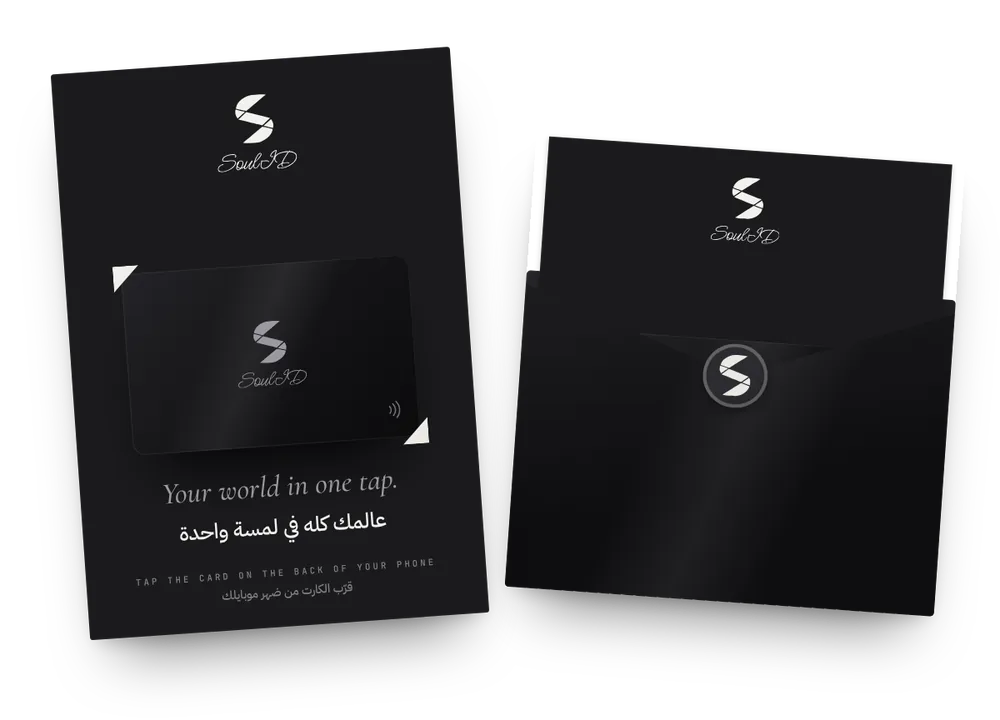 SoulID
SoulID
Your world in one tap.
عالمك كله في لمسة واحدة
TAP THE CARD ON THE BACK OF YOUR PHONE
قرّب الكارت من ضهر موبايلك
SoulID